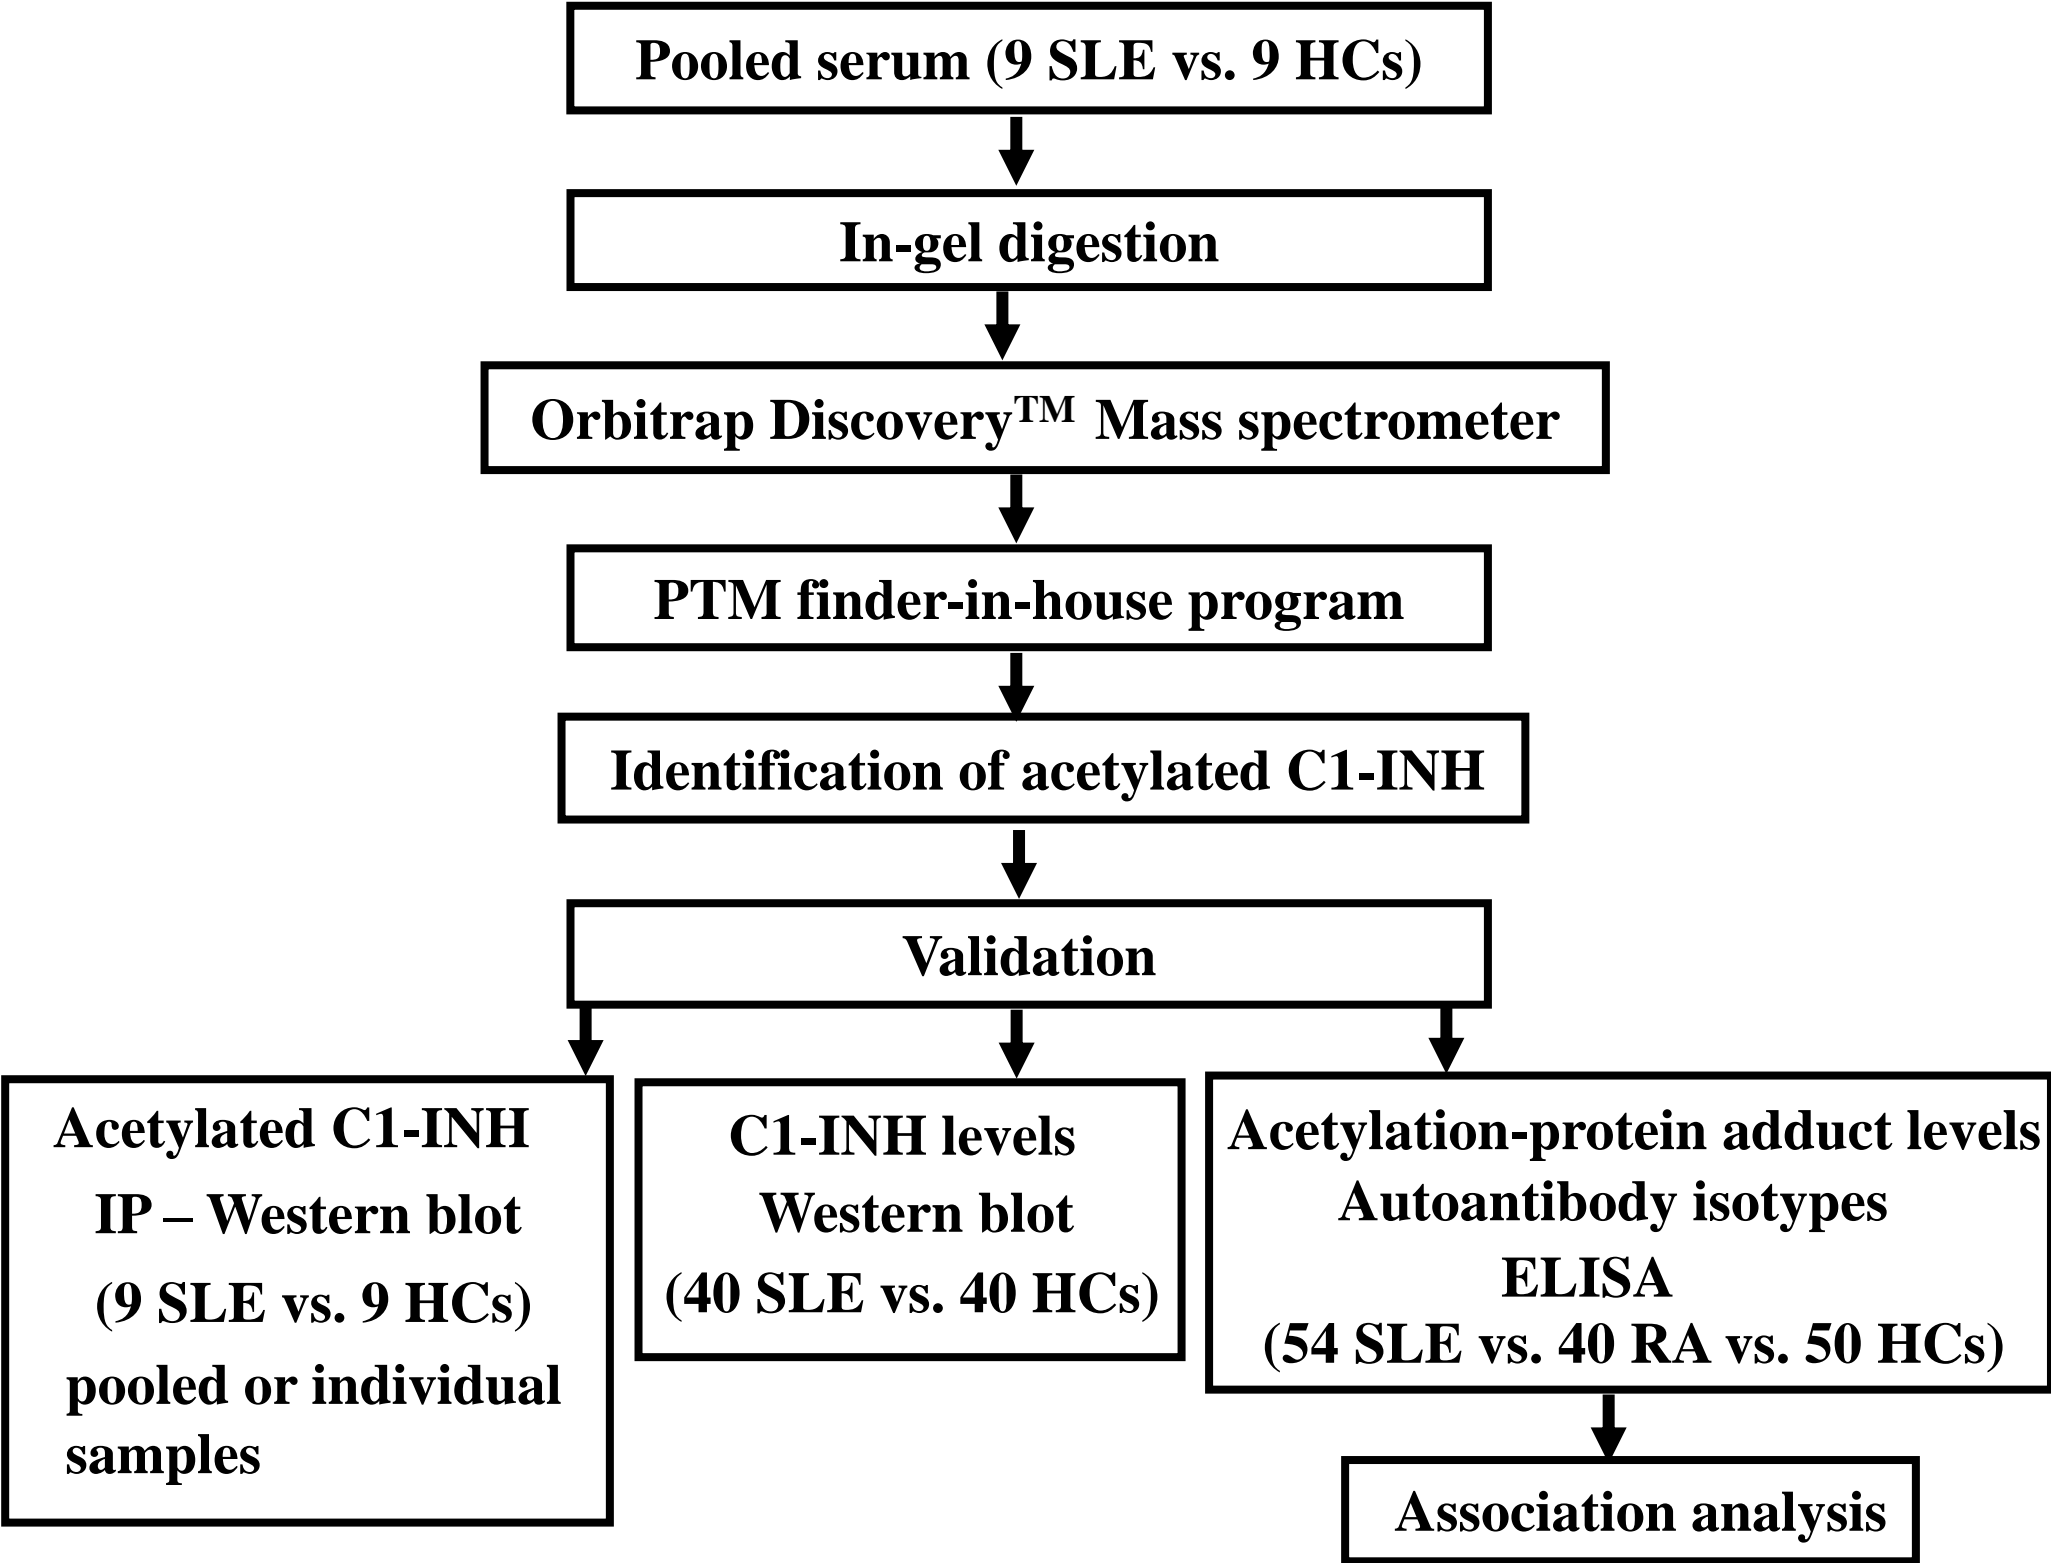 Pooled serum (9 SLE vs. 9 HCs)
In-gel digestion
Orbitrap Discovery™ Mass spectrometer
PTM finder-in-house program
Identification of acetylated C1-INH
Validation
Acetylated C1-INH
IP – Western blot
(9 SLE vs. 9 HCs)
pooled or individual
samples
C1-INH levels
Western blot
(40 SLE vs. 40 HCs)
Acetylation-protein adduct levels
Autoantibody isotypes
ELISA
(54 SLE vs. 40 RA vs. 50 HCs)
Association analysis